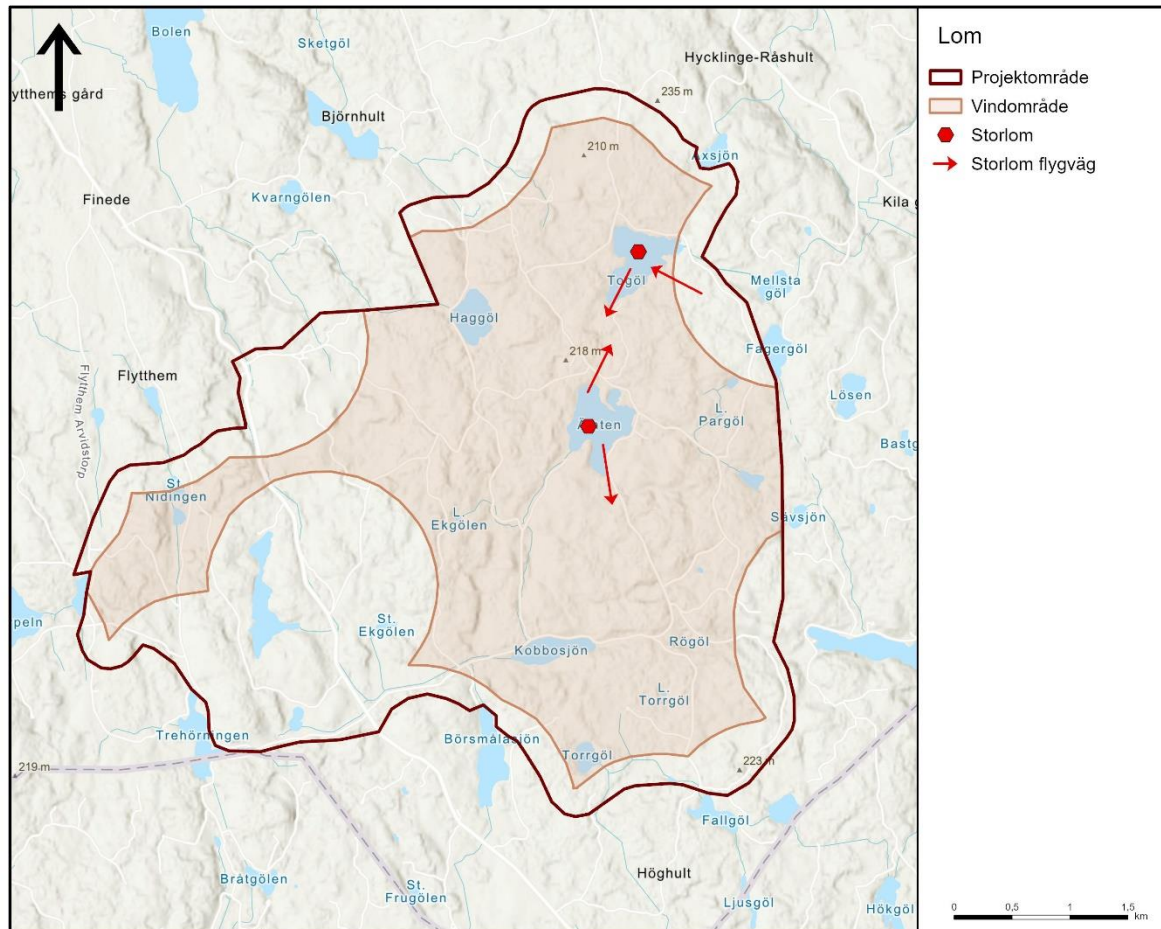 Bolen
Sketgöl
Hycklinge-Råshult
ytthems gård
235 m
Björnhult
210 m
Axsjön
Finede
Kvarngölen
Kila g
Togöl
Mellsta
göl
Haggöl
218 m
Fagergöl
Flytthem
Flytthem Arvidstorp
Lösen
L.
Pargöl
Bastg
St.
Nidingen
L.
Ekgölen
Sävsjön
peln
St.
Ekgölen
Kobbosjön
Rögöl
L.
Torrgöl
Trehörningen
Börsmålasjön
Torrgöl
219 m
223 m
Fallgöl
Höghult
Bråtgölen
St.
Frugölen
Ljusgöl
Hökgöl
Lom
Projektområde
Vindområde
Storlom
Storlom flygväg
0 0,5 1 1,5
km